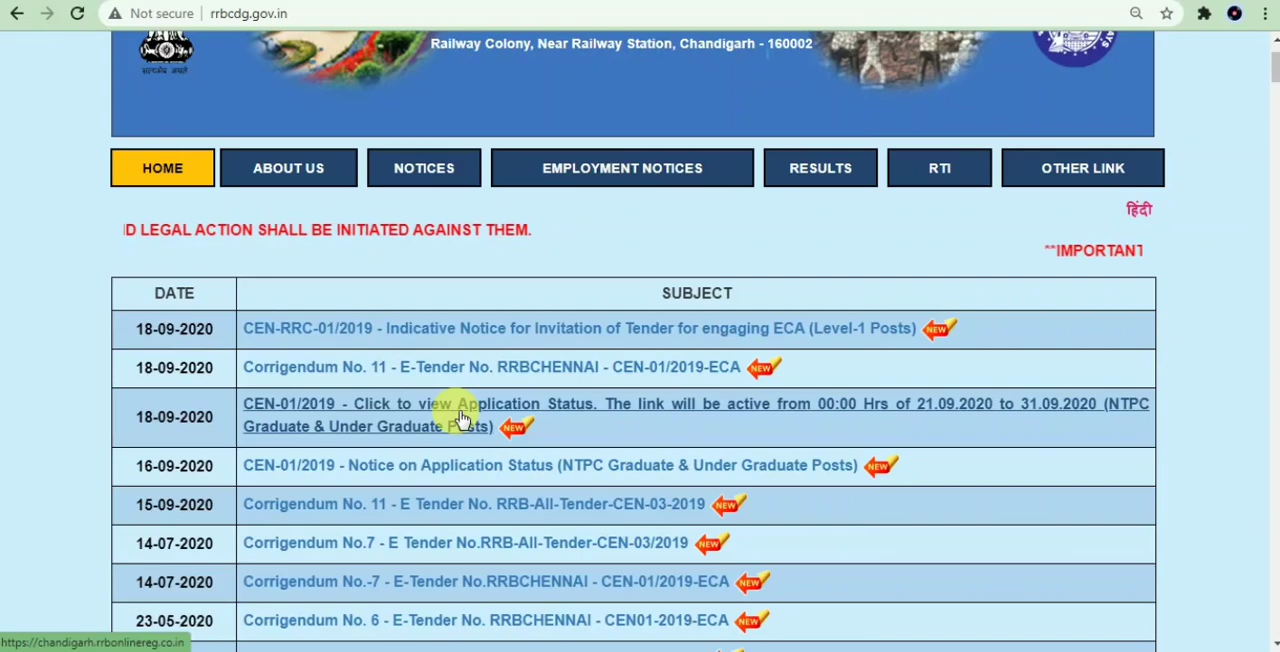 Not secure | rrbcdg.gov.in
Railway Colony, Near Railway Station, Chandigarh - 160002
सत्यमेव जयते
HOME ABOUT US NOTICES EMPLOYMENT NOTICES RESULTS RTI OTHER LINK
हिंदी
D LEGAL ACTION SHALL BE INITIATED AGAINST THEM.
**IMPORTANT
DATE SUBJECT
18-09-2020 CEN-RRC-01/2019 - Indicative Notice for Invitation of Tender for engaging ECA (Level-1 Posts) NEW
18-09-2020 Corrigendum No. 11 - E-Tender No. RRBCHENNAI - CEN-01/2019-ECA NEW
18-09-2020 CEN-01/2019 - Click to view Application Status. The link will be active from 00:00 Hrs of 21.09.2020 to 31.09.2020 (NTPC
Graduate & Under Graduate Posts) NEW
16-09-2020 CEN-01/2019 - Notice on Application Status (NTPC Graduate & Under Graduate Posts) NEW
15-09-2020 Corrigendum No. 11 - E Tender No. RRB-All-Tender-CEN-03-2019 NEW
14-07-2020 Corrigendum No.7 - E Tender No.RRB-All-Tender-CEN-03/2019 NEW
14-07-2020 Corrigendum No.-7 - E-Tender No.RRBCHENNAI - CEN-01/2019-ECA NEW
23-05-2020 Corrigendum No. 6 - E-Tender No. RRBCHENNAI - CEN01-2019-ECA NEW
https://chandigarh.rrbonlinereg.co.in